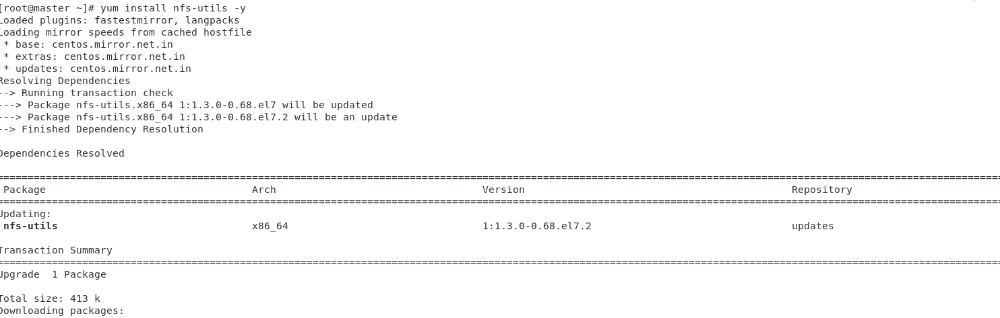 [root@master ~]# yum install nfs-utils -y
Loaded plugins: fastestmirror, langpacks
Loading mirror speeds from cached hostfile
 * base: centos.mirror.net.in
 * extras: centos.mirror.net.in
 * updates: centos.mirror.net.in
Resolving Dependencies
--> Running transaction check
---> Package nfs-utils.x86_64 1:1.3.0-0.68.el7 will be updated
---> Package nfs-utils.x86_64 1:1.3.0-0.68.el7.2 will be an update
--> Finished Dependency Resolution
Dependencies Resolved
Package Arch Version Repository
Updating:
nfs-utils x86_64 1:1.3.0-0.68.el7.2 updates
Transaction Summary
Upgrade  1 Package
Total size: 413 k
Downloading packages: